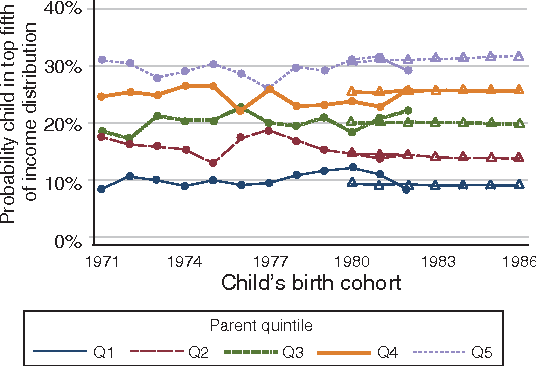 Probability child in top fifth
of income distribution
40%
30%
20%
10%
0%
1971 1974 1977 1980 1983 1986
Child's birth cohort
Parent quintile
Q1 Q2 Q3 Q4 Q5